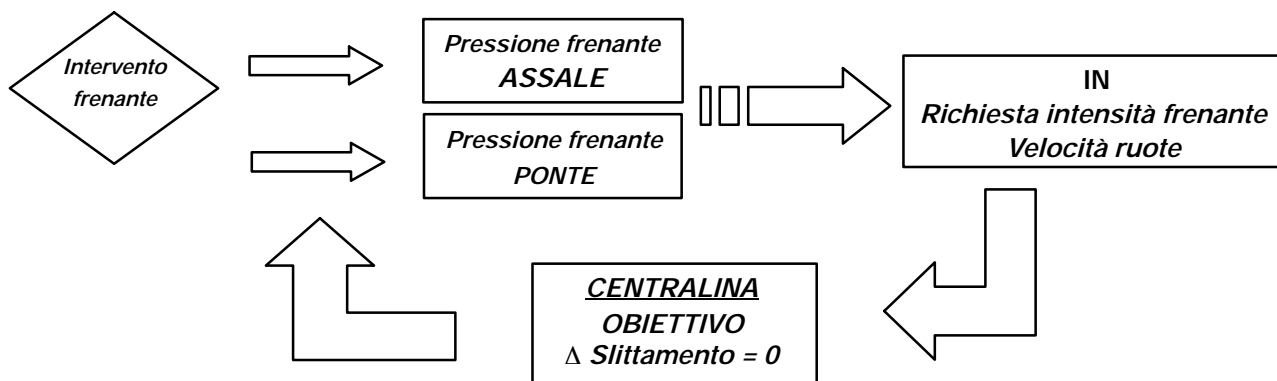 Intervento
frenante
Pressione frenante
ASSALE
Pressione frenante
PONTE
IN
Richiesta intensità frenante
Velocità ruote
CENTRALINA
OBIETTIVO
Δ Slittamento = 0